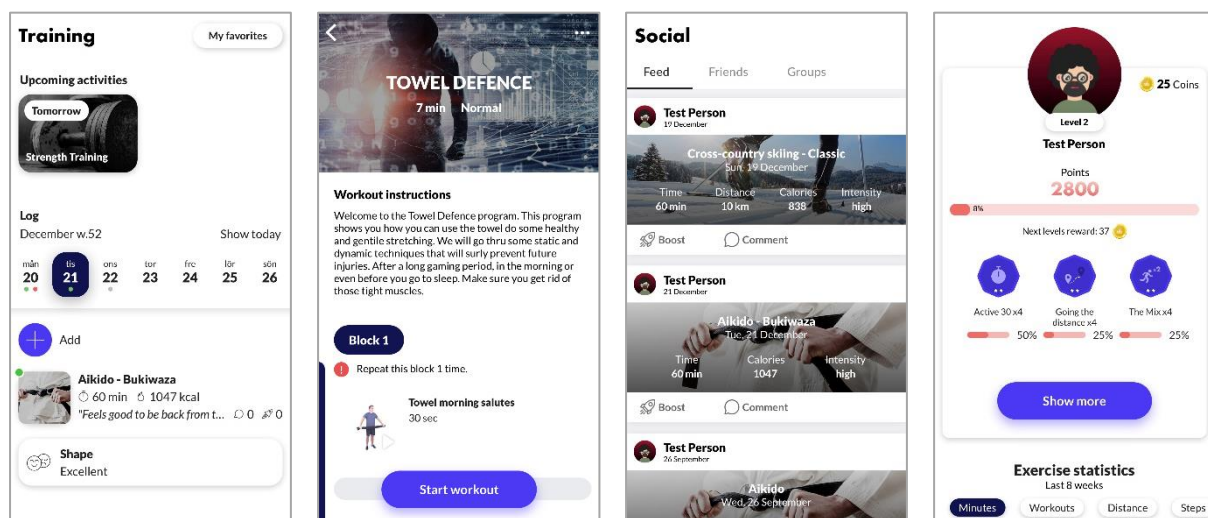 Training
My favorites
Upcoming activities
Tomorrow
Strength Training
Log
December w.52
Show today
mån tis ons tor fre lör sön
20 21 22 23 24 25 26
Add
Aikido - Bukiwaza
60 min 1047 kcal
"Feels good to be back from t... 0 0
Shape
Excellent
TOWEL DEFENCE
7 min Normal
Workout instructions
Welcome to the Towel Defence program. This program
shows you how you can use the towel do some healthy
and gentile stretching. We will go thru some static and
dynamic techniques that will surly prevent future
injuries. After a long gaming period, in the morning or
even before you go to sleep. Make sure you get rid of
those tight muscles.
Block 1
Repeat this block 1 time.
Towel morning salutes
30 sec
Start workout
Social
Feed Friends Groups
Test Person
19 December
Cross-country skiing - Classic
Sun, 19 December
Time Distance Calories Intensity
60 min 10 km 838 high
Boost Comment
Test Person
21 December
Aikido - Bukiwaza
Tue, 21 December
Time Calories Intensity
60 min 1047 high
Boost Comment
Test Person
26 September
Aikido
Wed, 26 September
25 Coins
Level 2
Test Person
Points
2800
8%
Next levels reward: 37
Active 30 x4 Going the distance x4 The Mix x4
50% 25% 25%
Show more
Exercise statistics
Last 8 weeks
Minutes Workouts Distance Steps